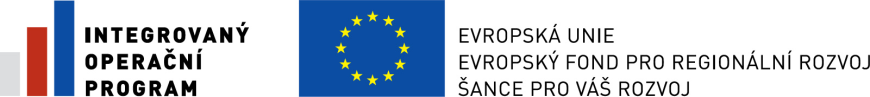 INTEGROVANÝ
OPERAČNÍ
PROGRAM
EVROPSKÁ UNIE
EVROPSKÝ FOND PRO REGIONÁLNÍ ROZVOJ
ŠANCE PRO VÁŠ ROZVOJ